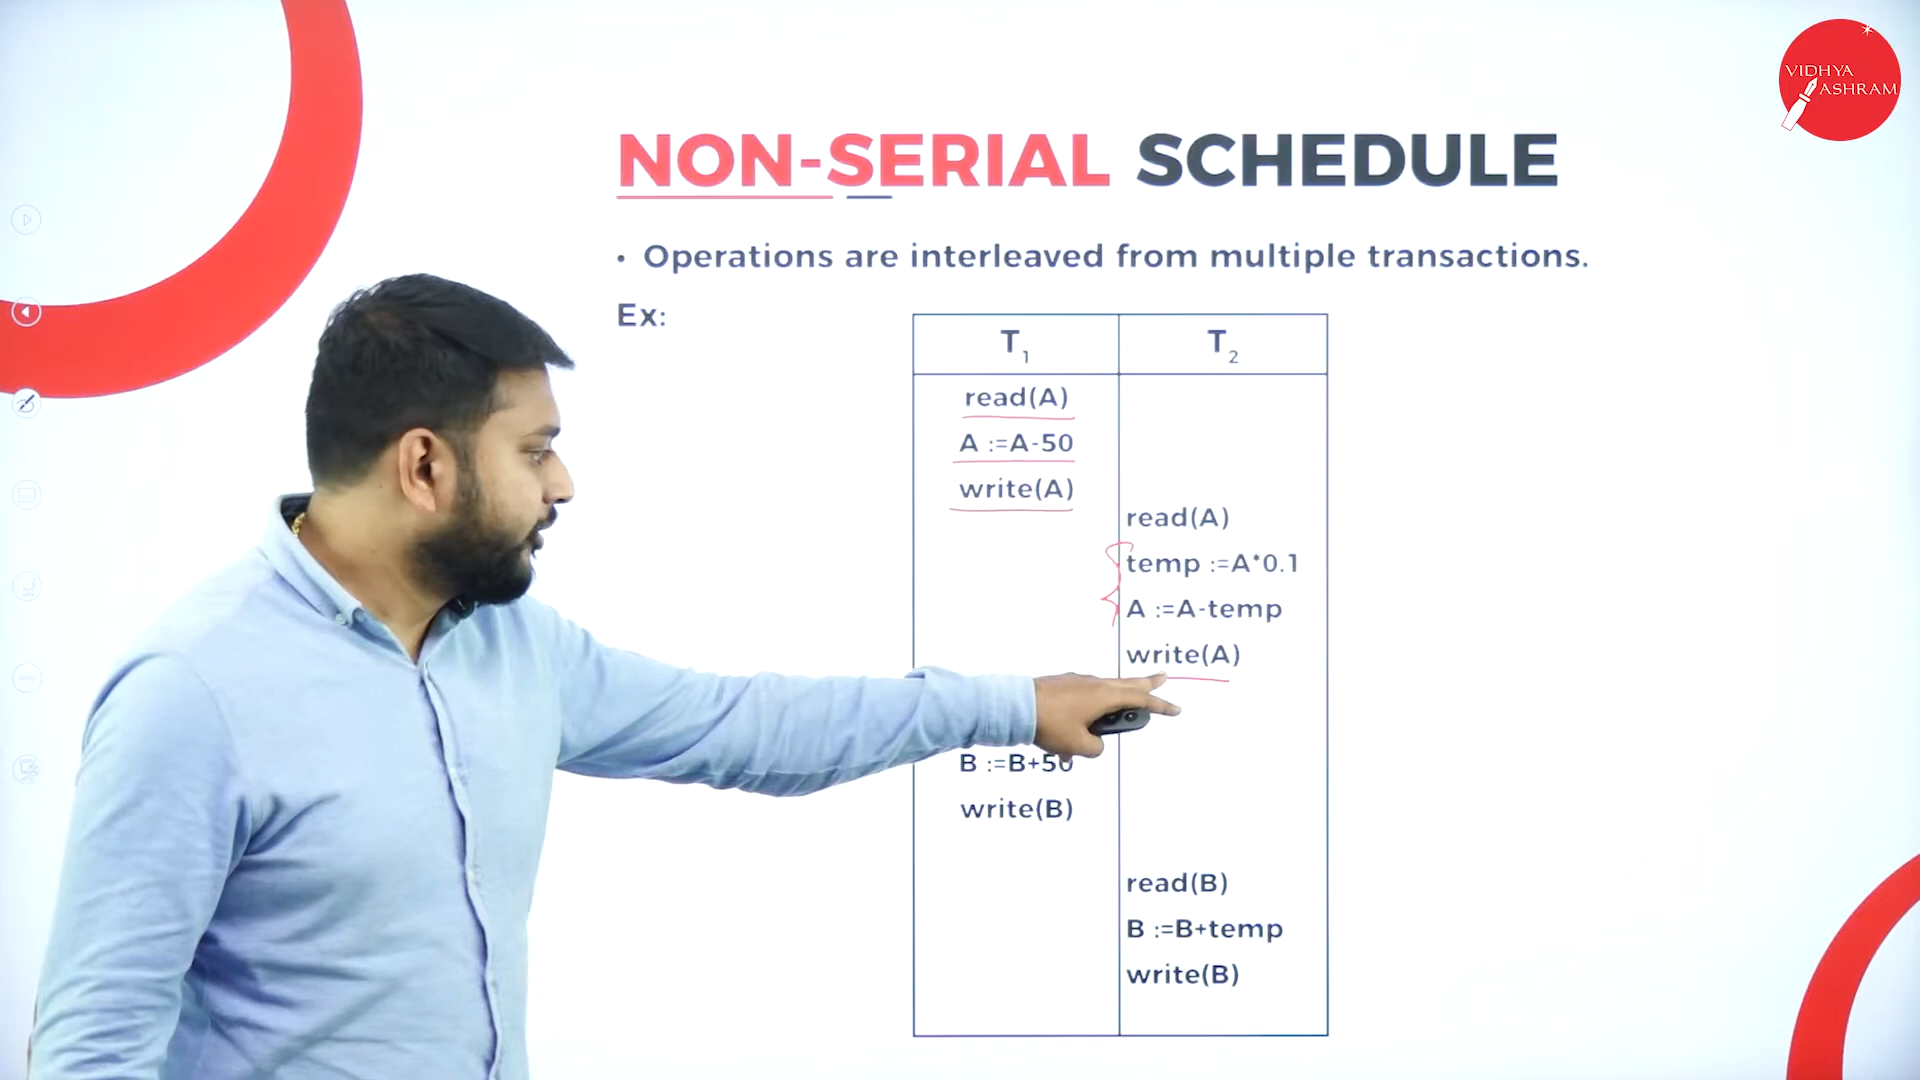 VIDHYA
ASHRAM
NON-SERIAL SCHEDULE
• Operations are interleaved from multiple transactions.
Ex:
T1 T2
read(A)
A :=A-50
write(A)
read(A)
temp :=A*0.1
A :=A-temp
write(A)
B :=B+50
write(B)
read(B)
B :=B+temp
write(B)